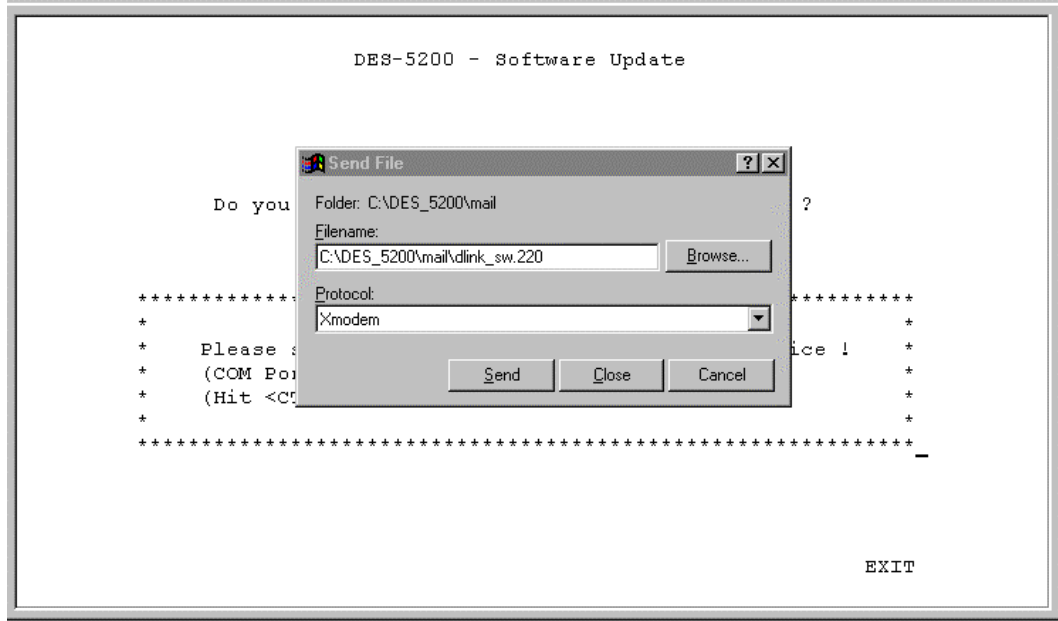 DES-5200 - Software Update
Send File
Do you ?
Folder: C:\DES_5200\mail
Filename:
C:\DES_5200\mail\dlink_sw.220
Browse...
Protocol:
Xmodem
Send Close Cancel
*************** **********
* *
* Please ice ! *
* (COM *
* (Hit *
* *
*************************************************************
EXIT